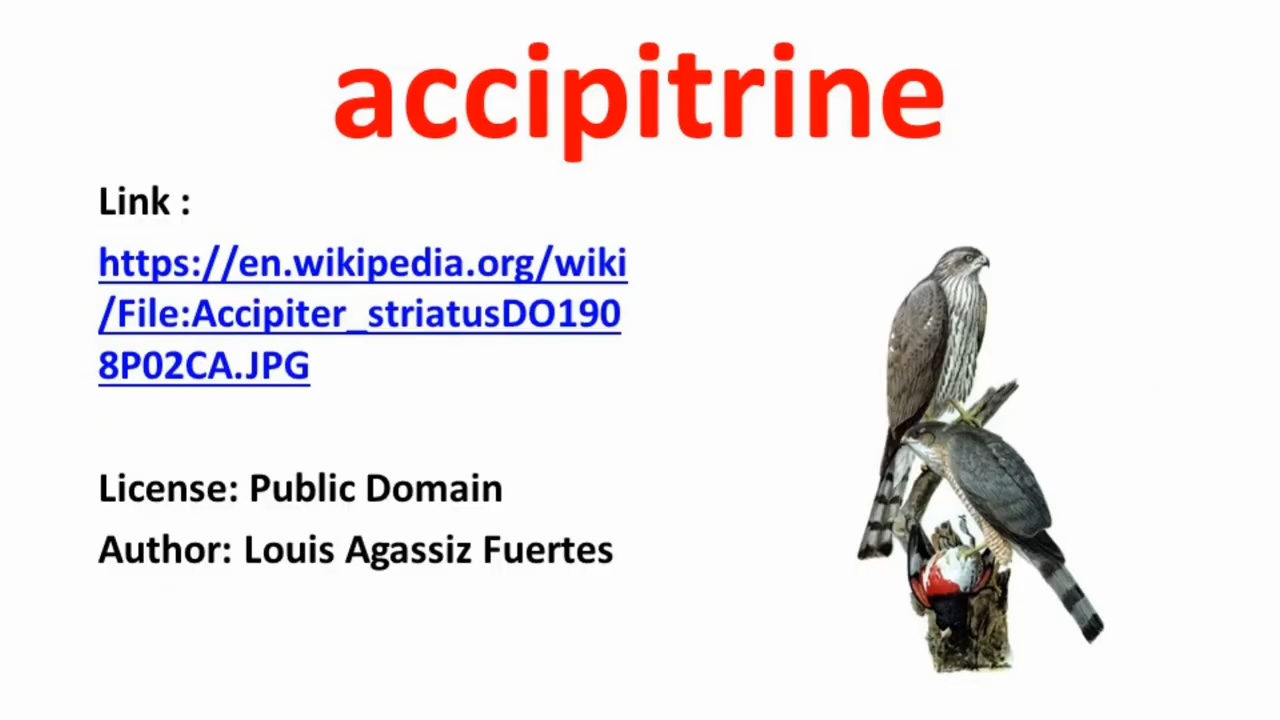 accipitrine
Link :
https://en.wikipedia.org/wiki
/File:Accipiter_striatusDO190
8P02CA.JPG
License: Public Domain
Author: Louis Agassiz Fuertes